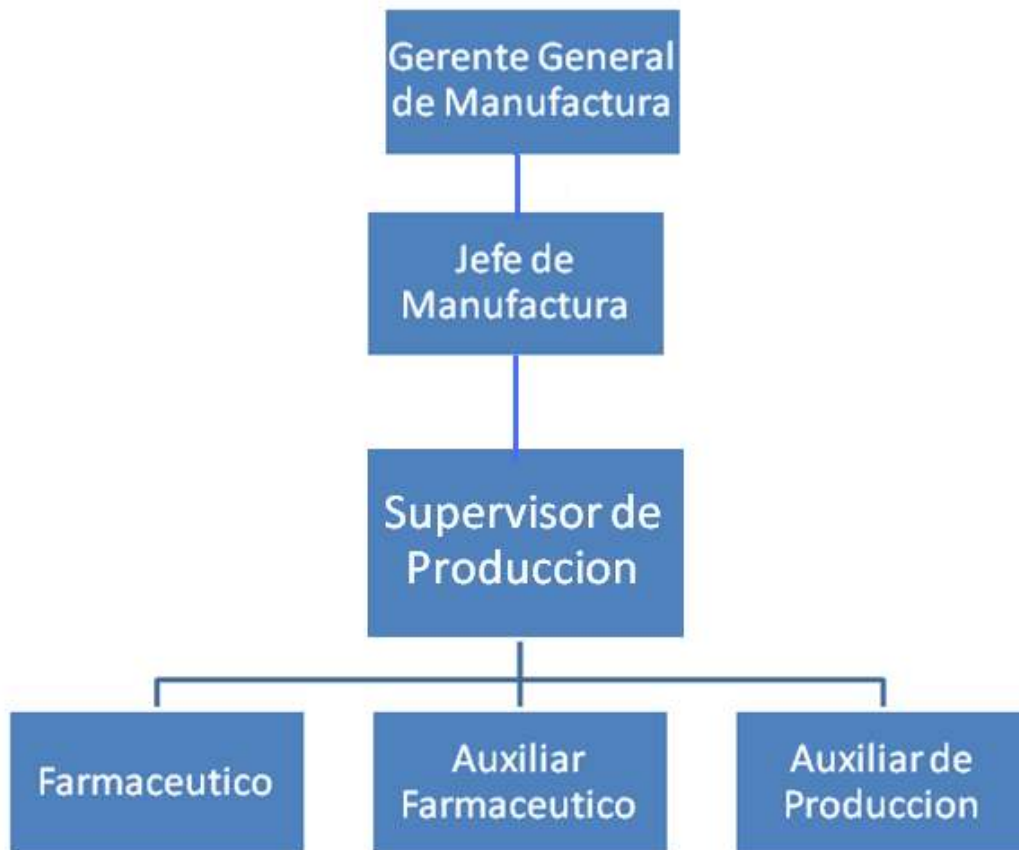 Gerente General
de Manufactura
Jefe de
Manufactura
Supervisor de
Produccion
Farmaceutico
Auxiliar
Farmaceutico
Auxiliar de
Produccion